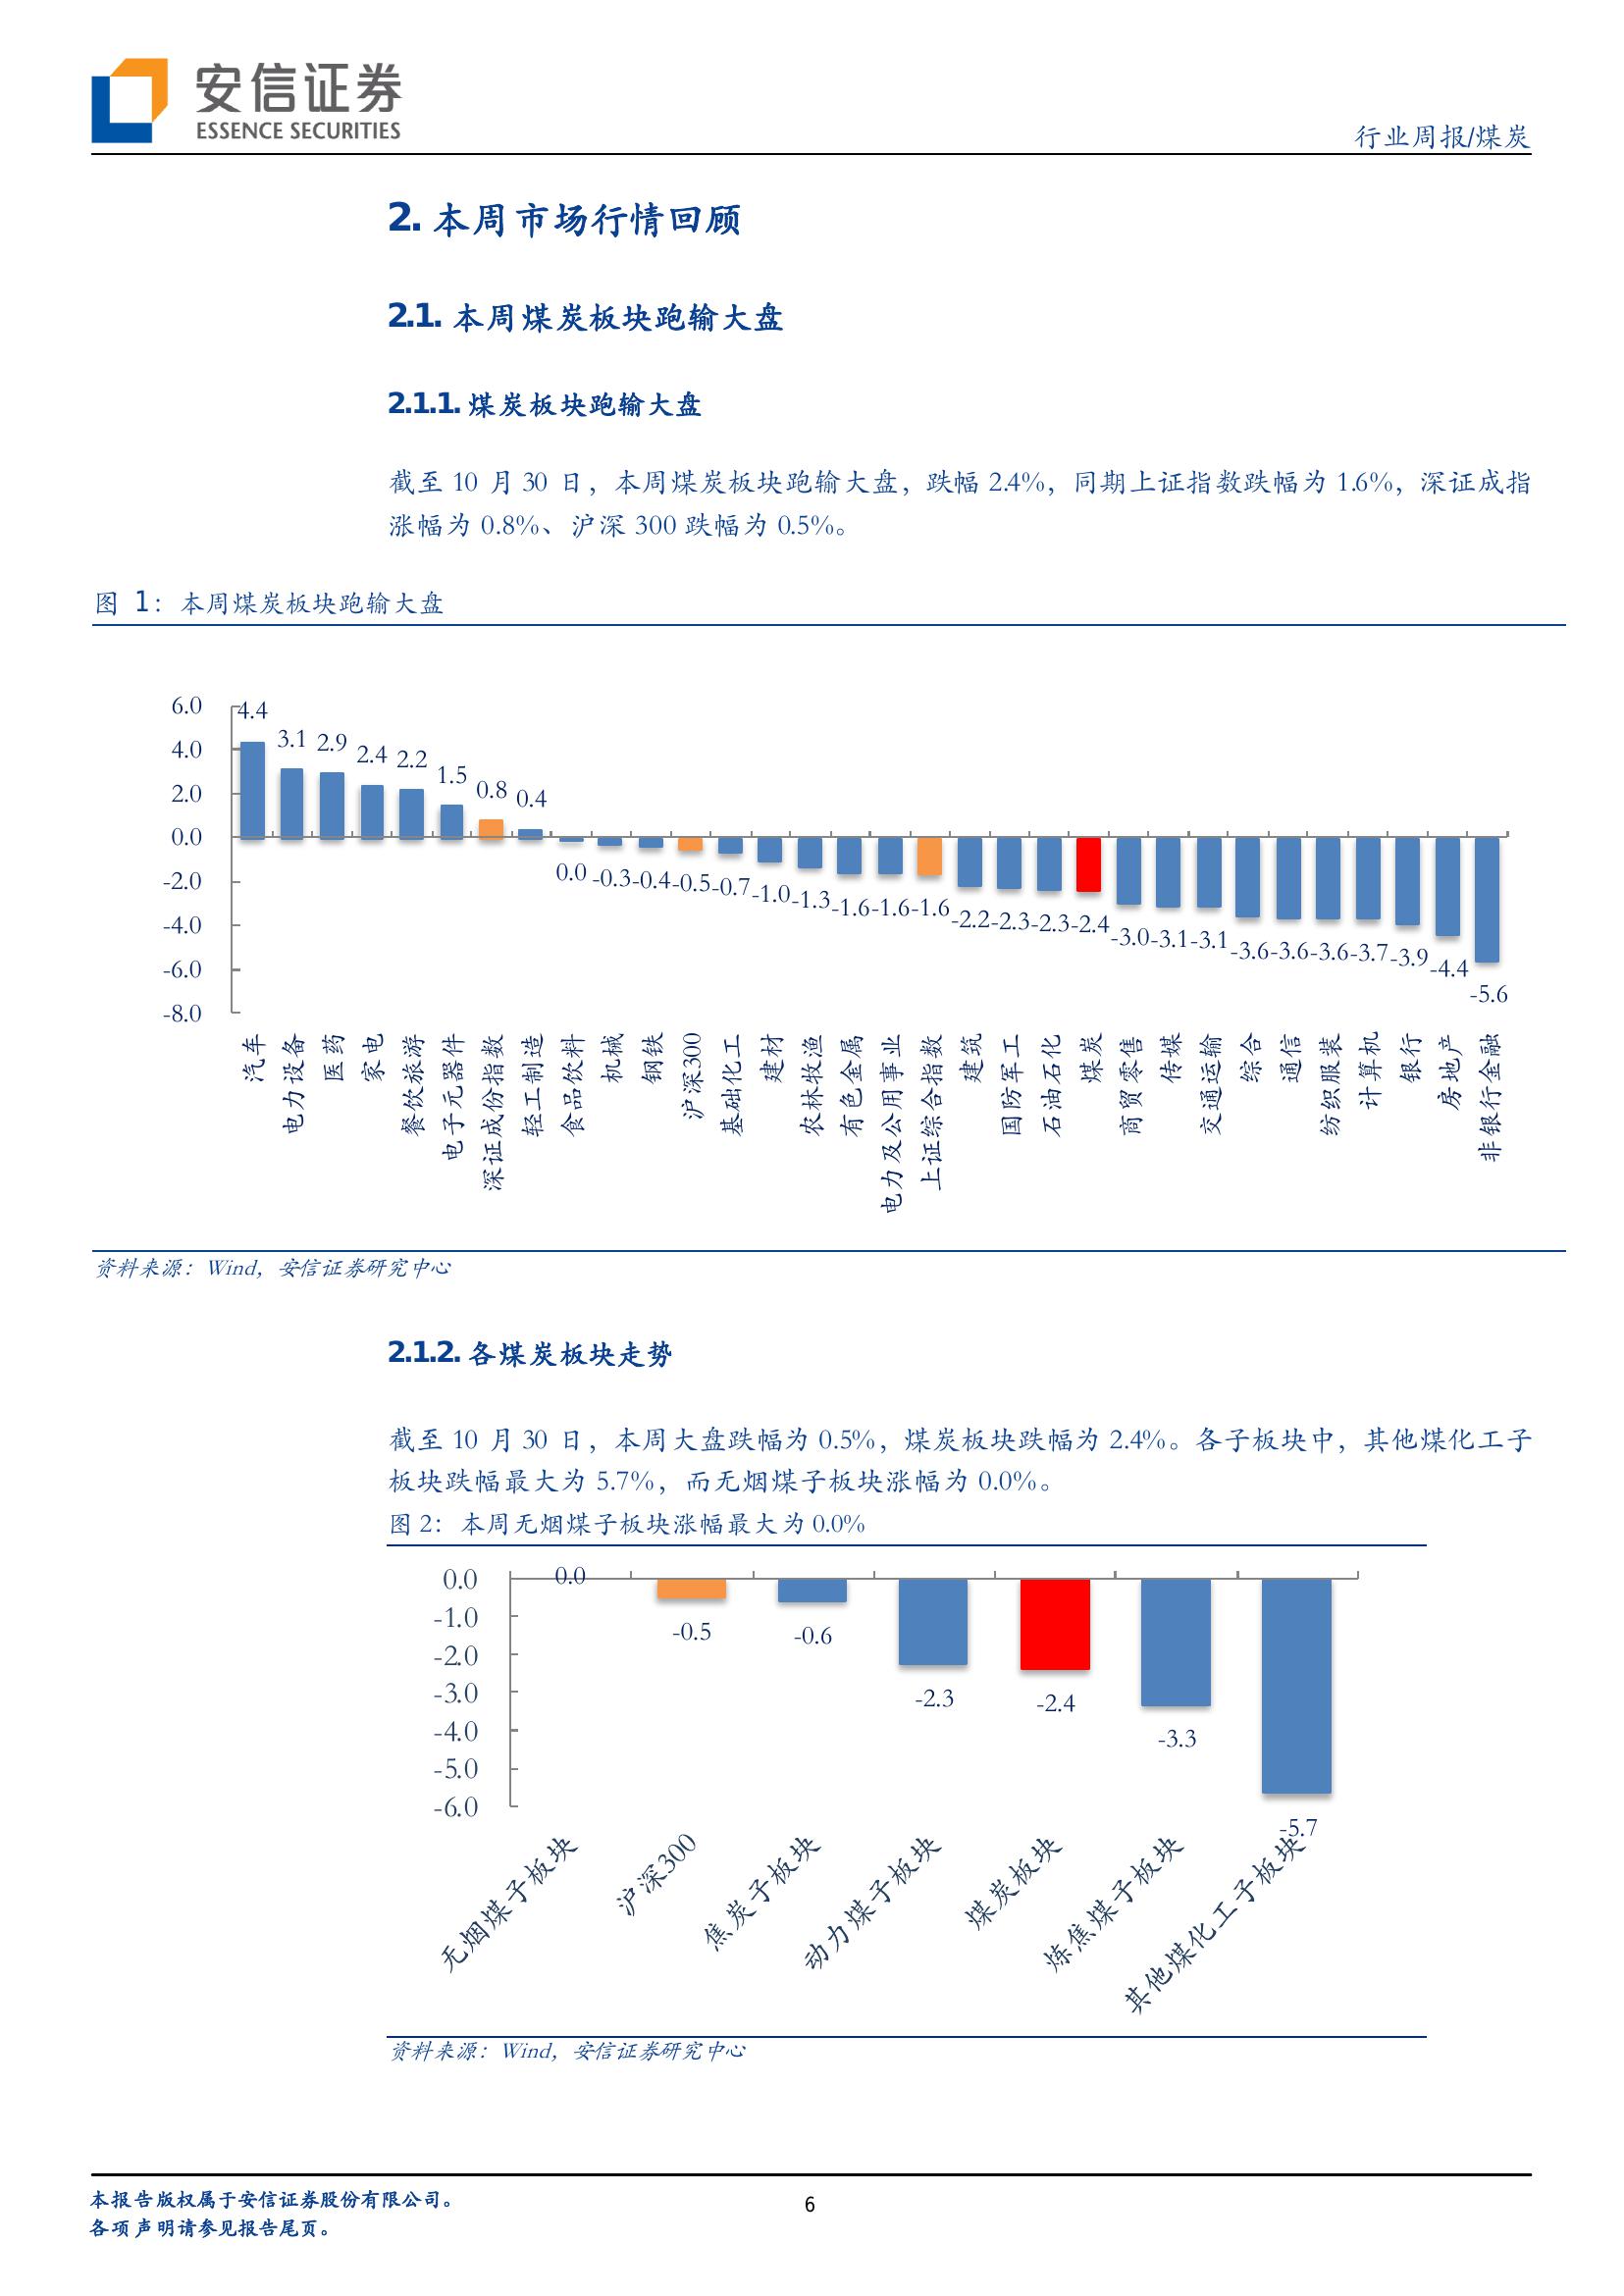 安信证券
ESSENCE SECURITIES
行业周报/煤炭
2. 本周市场行情回顾
2.1. 本周煤炭板块跑输大盘
2.1.1. 煤炭板块跑输大盘
截至 10 月 30 日，本周煤炭板块跑输大盘，跌幅 2.4%，同期上证指数跌幅为 1.6%，深证成指
涨幅为 0.8%、沪深 300 跌幅为 0.5%。
图 1：本周煤炭板块跑输大盘
6.0
4.0
2.0
0.0
-2.0
-4.0
-6.0
-8.0
4.4 3.1 2.9 2.4 2.2 1.5 0.8 0.4
0.0 -0.3 -0.4 -0.5 -0.7 -1.0 -1.3 -1.6 -1.6 -1.6 -2.2 -2.3 -2.3 -2.4 -3.0 -3.1 -3.1 -3.6 -3.6 -3.6 -3.7 -3.9 -4.4 -5.6
汽车
电力设备
医药
家电
餐饮旅游
电子元器件
深证成份指数
轻工制造
食品饮料
机械
钢铁
沪深300
基础化工
建材
农林牧渔
有色金属
电力及公用事业
上证综合指数
建筑
国防军工
石油石化
煤炭
商贸零售
传媒
交通运输
综合
通信
纺织服装
计算机
银行
房地产
非银行金融
资料来源：Wind，安信证券研究中心
2.1.2. 各煤炭板块走势
截至 10 月 30 日，本周大盘跌幅为 0.5%，煤炭板块跌幅为 2.4%。各子板块中，其他煤化工子
板块跌幅最大为 5.7%，而无烟煤子板块涨幅为 0.0%。
图 2：本周无烟煤子板块涨幅最大为 0.0%
0.0
-1.0
-2.0
-3.0
-4.0
-5.0
-6.0
0.0
-0.5
-0.6
-2.3
-2.4
-3.3
-5.7
无烟煤子板块
沪深300
焦炭子板块
动力煤子板块
煤炭板块
炼焦煤子板块
其他煤化工子板块
资料来源：Wind，安信证券研究中心
本报告版权属于安信证券股份有限公司。
6
各项声明请参见报告尾页。